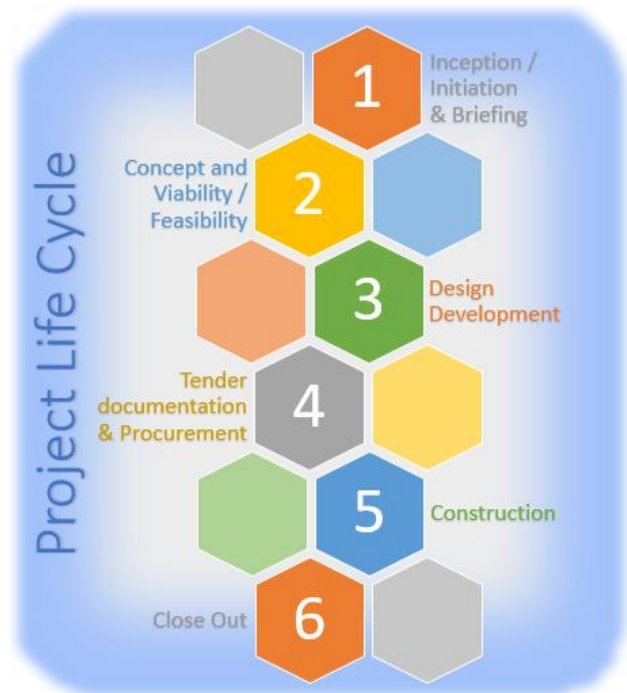 Project Life Cycle
1
Inception /
Initiation
& Briefing
Concept and
Viability /
Feasibility
2
3
Design
Development
Tender
documentation
& Procurement
4
5
Construction
Close Out
6